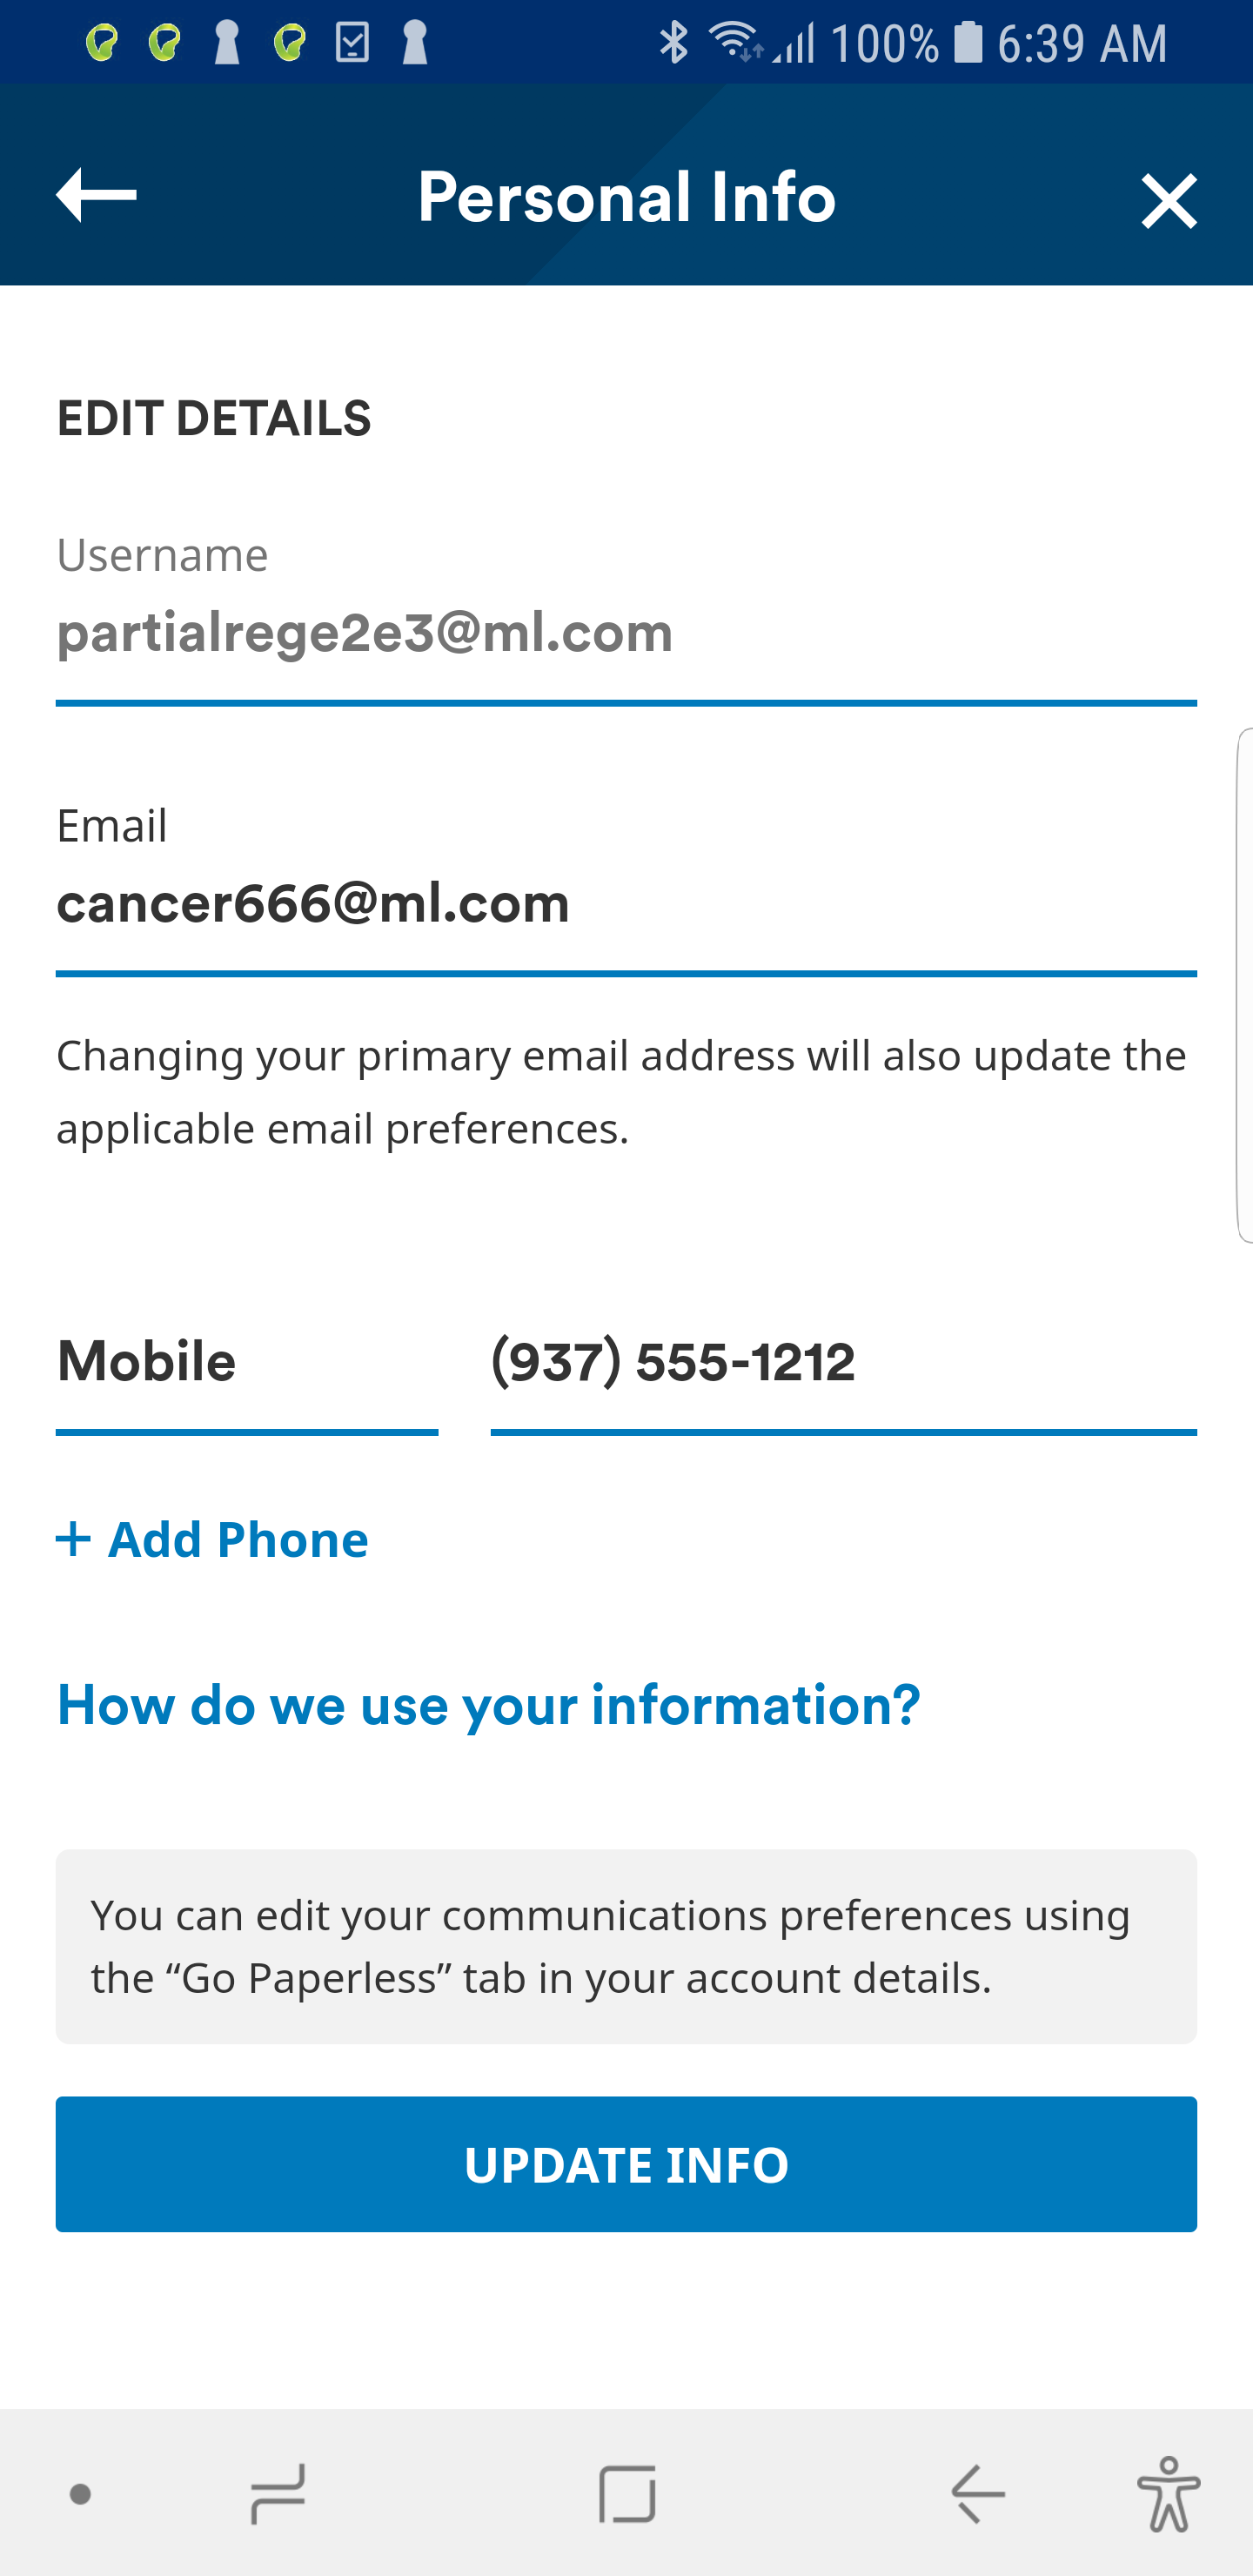 100% 6:39 AM
Personal Info
EDIT DETAILS
Username
partialrege2e3@ml.com
Email
cancer666@ml.com
Changing your primary email address will also update the
applicable email preferences.
Mobile (937) 555-1212
+ Add Phone
How do we use your information?
You can edit your communications preferences using
the “Go Paperless” tab in your account details.
UPDATE INFO